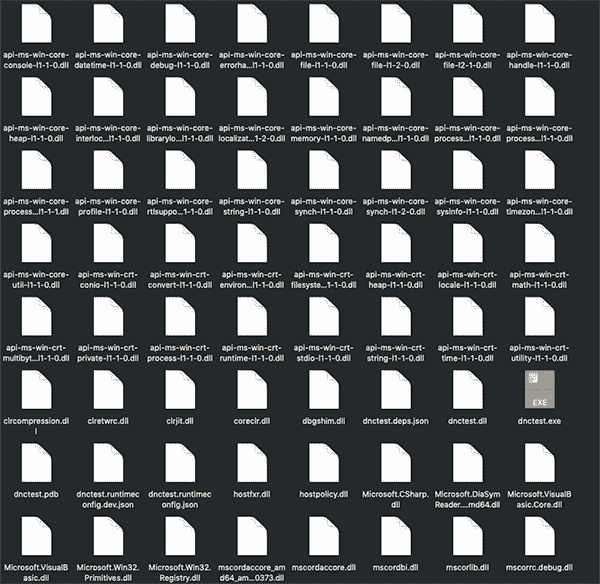 api-ms-win-core- api-ms-win-core- api-ms-win-core- api-ms-win-core- api-ms-win-core- api-ms-win-core- api-ms-win-core- api-ms-win-core-
console-l1-1-0.dll datetime-l1-1-0.dll debug-l1-1-0.dll errorha...l1-1-0.dll file-l1-1-0.dll file-l1-2-0.dll file-l2-1-0.dll handle-l1-1-0.dll
api-ms-win-core- api-ms-win-core- api-ms-win-core- api-ms-win-core- api-ms-win-core- api-ms-win-core- api-ms-win-core- api-ms-win-core-
heap-l1-1-0.dll interloc...l1-1-0.dll librarylo...l1-1-0.dll localizat...1-2-0.dll memory-l1-1-0.dll namedp...l1-1-0.dll process...l1-1-0.dll process...l1-1-0.dll
api-ms-win-core- api-ms-win-core- api-ms-win-core- api-ms-win-core- api-ms-win-core- api-ms-win-core- api-ms-win-core- api-ms-win-core-
process...l1-1-1.dll profile-l1-1-0.dll rtlsuppo...l1-1-0.dll string-l1-1-0.dll synch-l1-1-0.dll synch-l1-2-0.dll sysinfo-l1-1-0.dll timezon...l1-1-0.dll
api-ms-win-core- api-ms-win-crt- api-ms-win-crt- api-ms-win-crt- api-ms-win-crt- api-ms-win-crt- api-ms-win-crt- api-ms-win-crt-
util-l1-1-0.dll conio-l1-1-0.dll convert-l1-1-0.dll environ...l1-1-0.dll filesyste...1-1-0.dll heap-l1-1-0.dll locale-l1-1-0.dll math-l1-1-0.dll
api-ms-win-crt- api-ms-win-crt- api-ms-win-crt- api-ms-win-crt- api-ms-win-crt- api-ms-win-crt- api-ms-win-crt- api-ms-win-crt-
multibyt...l1-1-0.dll private-l1-1-0.dll process-l1-1-0.dll runtime-l1-1-0.dll stdio-l1-1-0.dll string-l1-1-0.dll time-l1-1-0.dll utility-l1-1-0.dll
EXE
clrcompression.dl clretwrc.dll clrjit.dll coreclr.dll dbgshim.dll dnctest.deps.json dnctest.dll dnctest.exe
l
dnctest.pdb dnctest.runtimec dnctest.runtimec hostfxr.dll hostpolicy.dll Microsoft.CSharp. Microsoft.DiaSym Microsoft.VisualB
onfig.dev.json onfig.json dll Reader....md64.dll asic.Core.dll
Microsoft.VisualB Microsoft.Win32. Microsoft.Win32. mscordaccore_am mscordaccore.dll mscordbi.dll mscorlib.dll mscorrc.debug.dll
asic.dll Primitives.dll Registry.dll d64_am...0373.dll